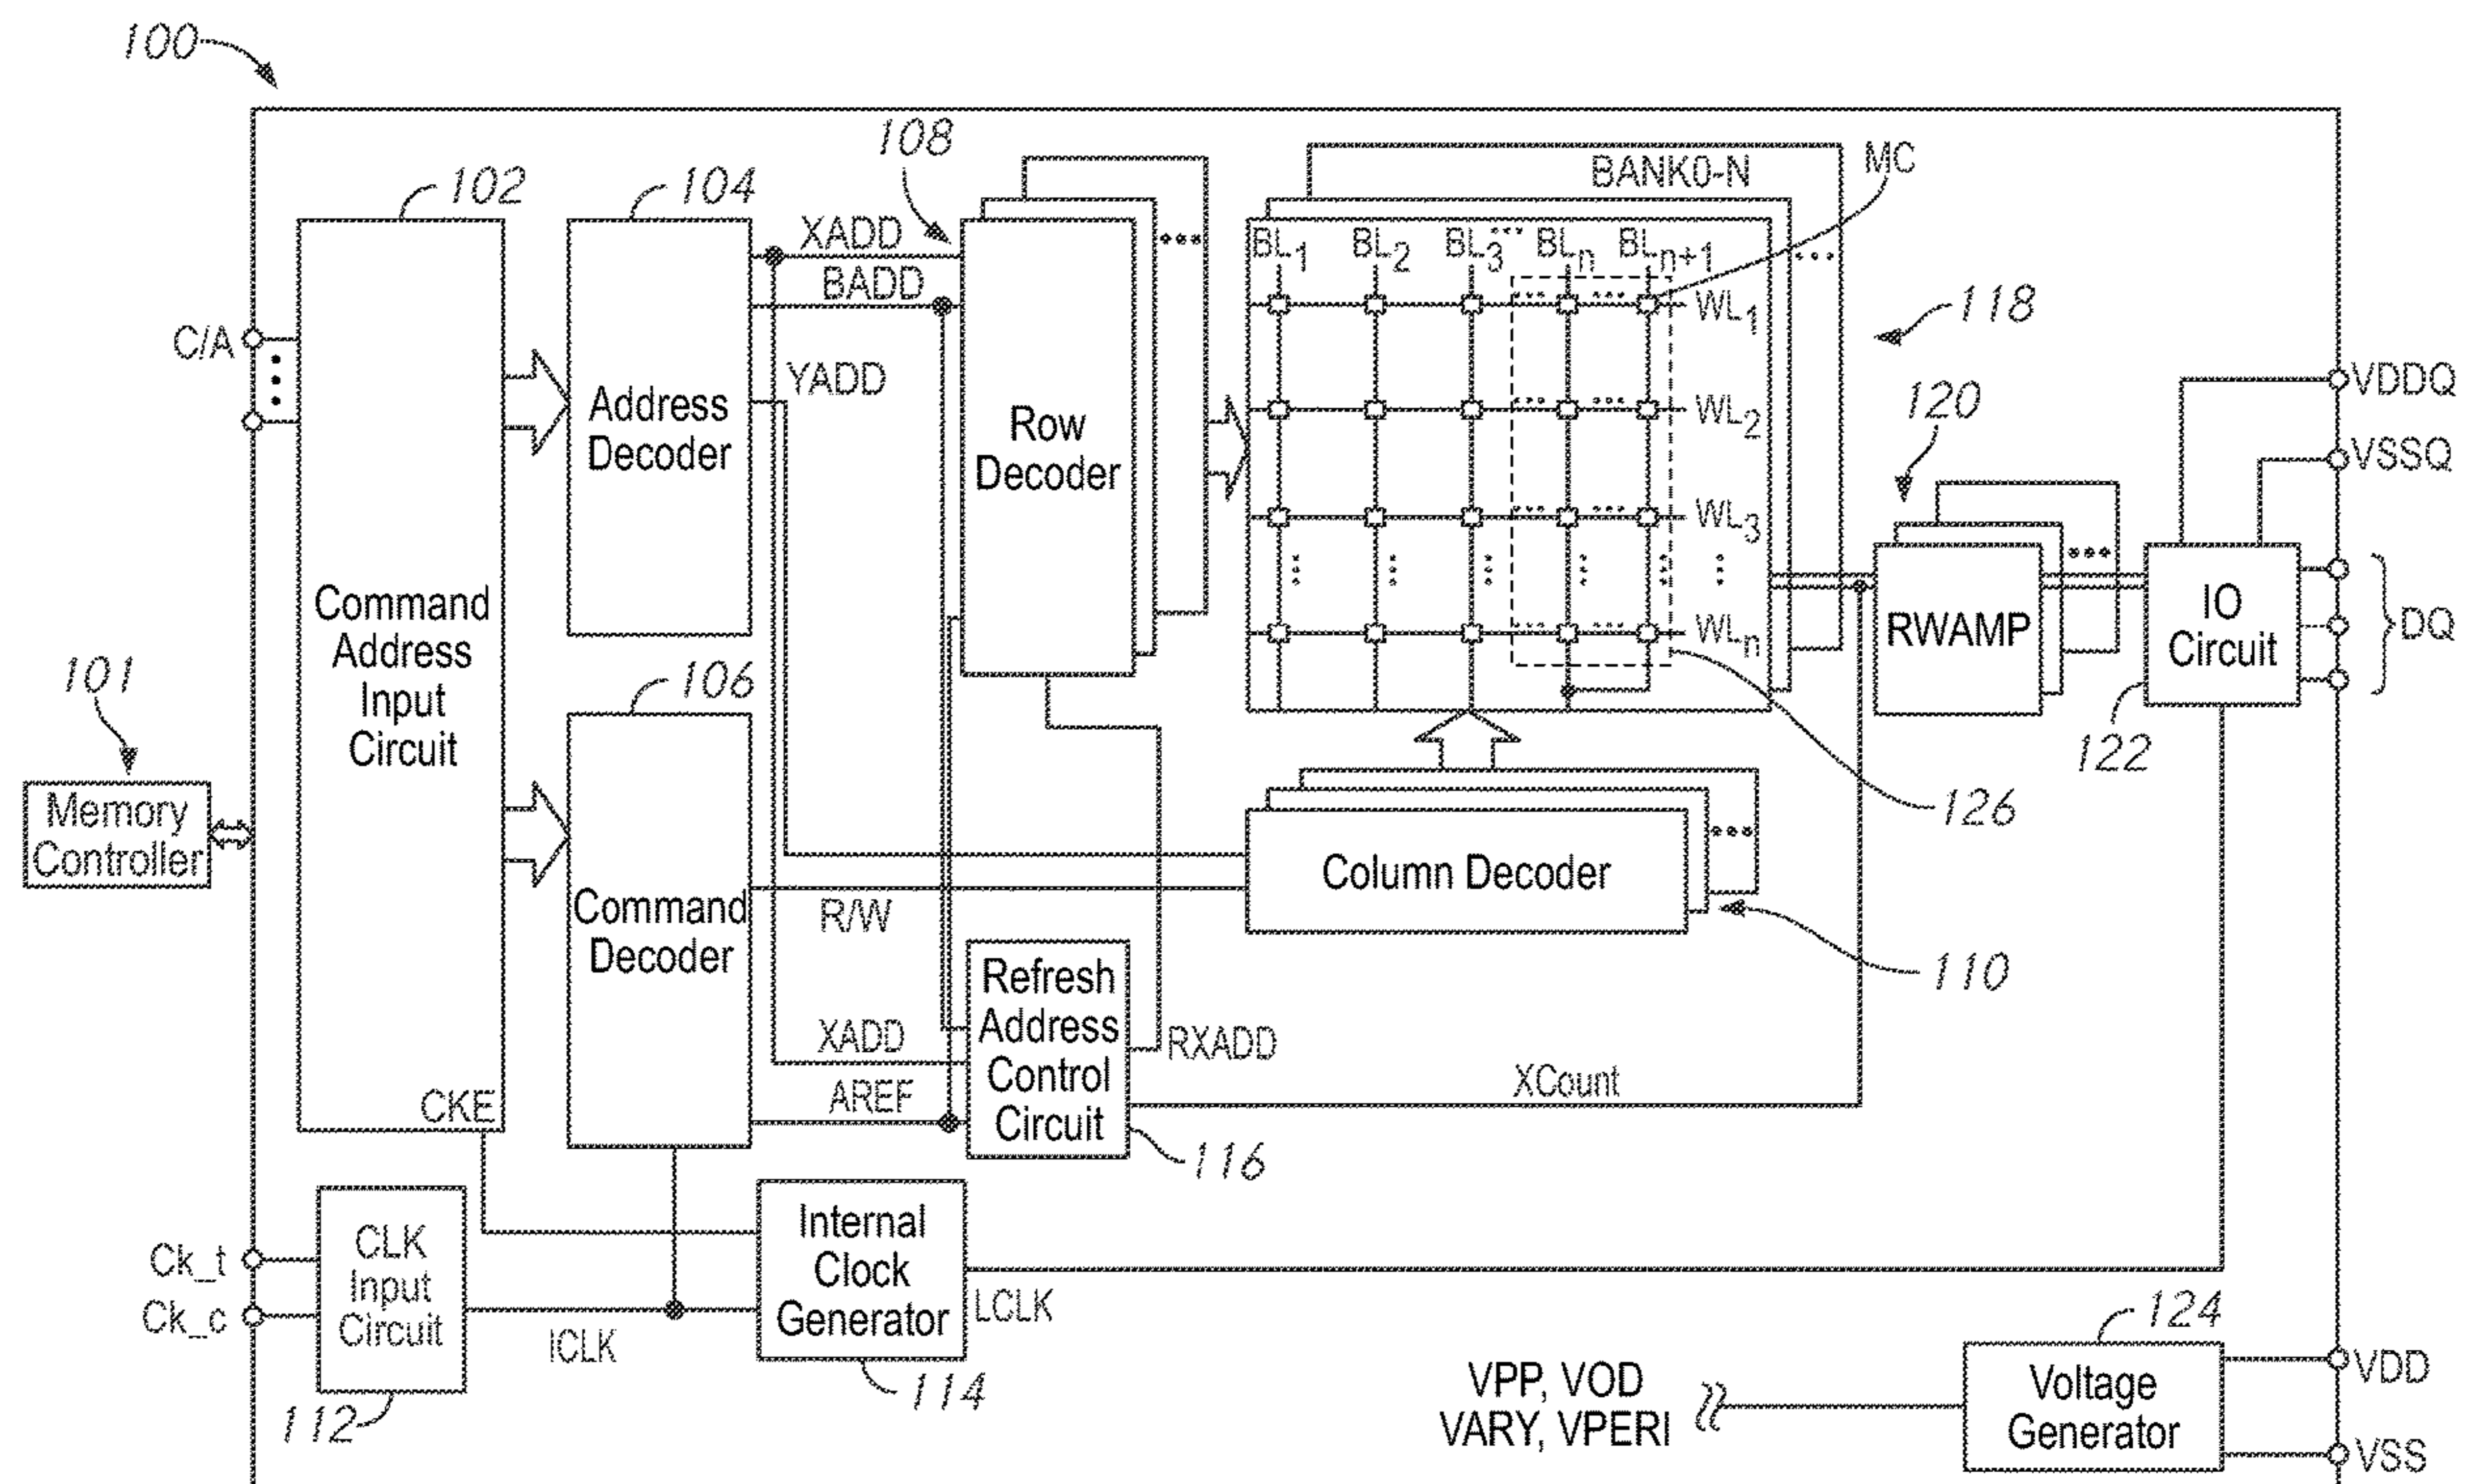 100
108
MC
BANK0-N
102
104
XADD
BL1 BL2 BL3 ... BLn BLn+1
BADD
WL1
118
C/A
YADD
VDDQ
Address
Decoder
Row
Decoder
WL2
120
VSSQ
WL3
Command
Address
Input
Circuit
RWAMP
IO
Circuit
DQ
WLn
101
106
122
Memory
Controller
126
Column Decoder
Command
Decoder
R/W
110
Refresh
Address
Control
Circuit
XADD
RXADD
AREF
XCount
CKE
116
Ck_t
Ck_c
CLK
Input
Circuit
Internal
Clock
Generator
ICLK
LCLK
112
114
124
VPP, VOD
VARY, VPERI
Voltage
Generator
VDD
VSS